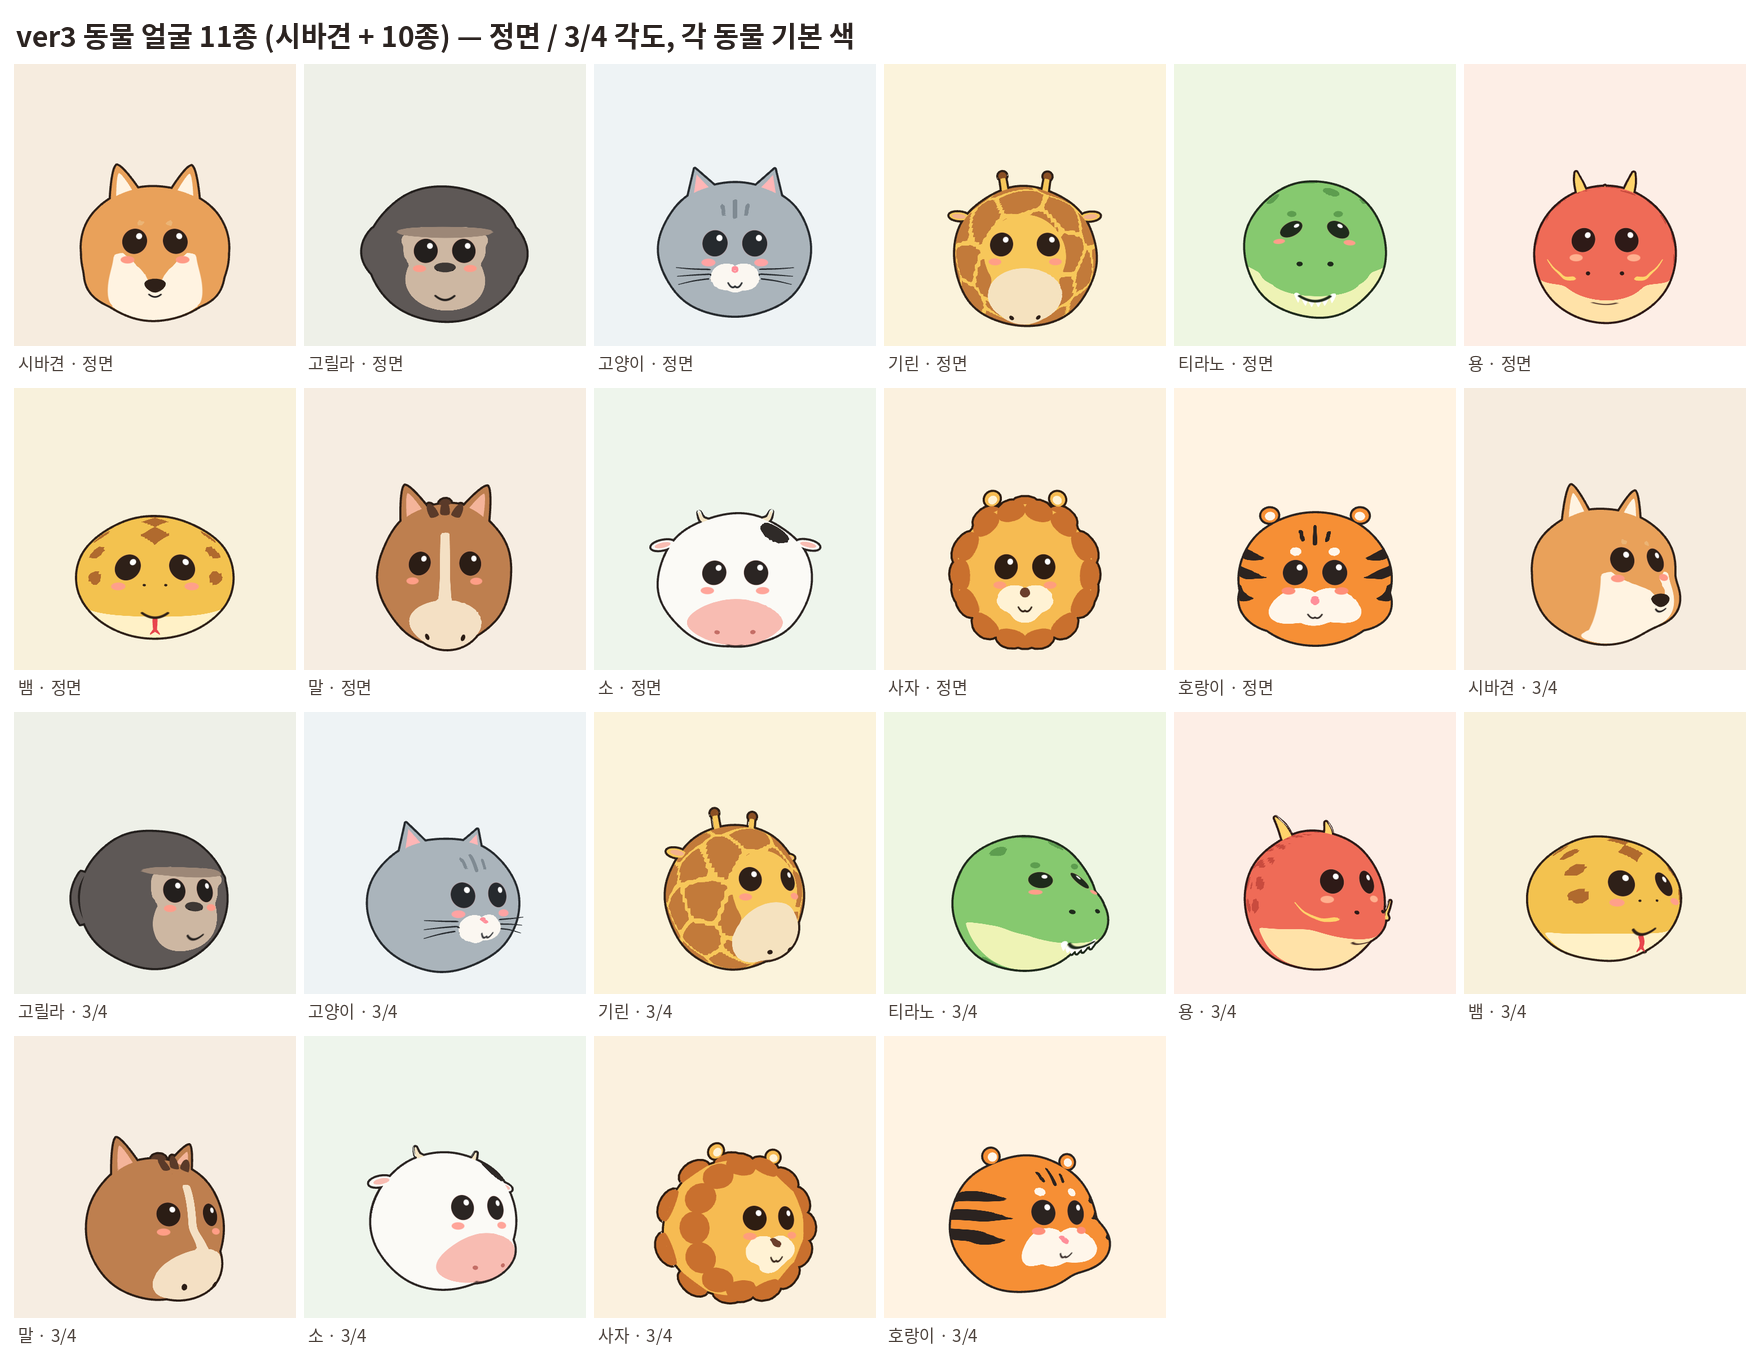 ver3 동물 얼굴 11종 (시바견 + 10종) — 정면 / 3/4 각도, 각 동물 기본 색
시바견 · 정면
고릴라 · 정면
고양이 · 정면
기린 · 정면
티라노 · 정면
용 · 정면
뱀 · 정면
말 · 정면
소 · 정면
사자 · 정면
호랑이 · 정면
시바견 · 3/4
고릴라 · 3/4
고양이 · 3/4
기린 · 3/4
티라노 · 3/4
용 · 3/4
뱀 · 3/4
말 · 3/4
소 · 3/4
사자 · 3/4
호랑이 · 3/4